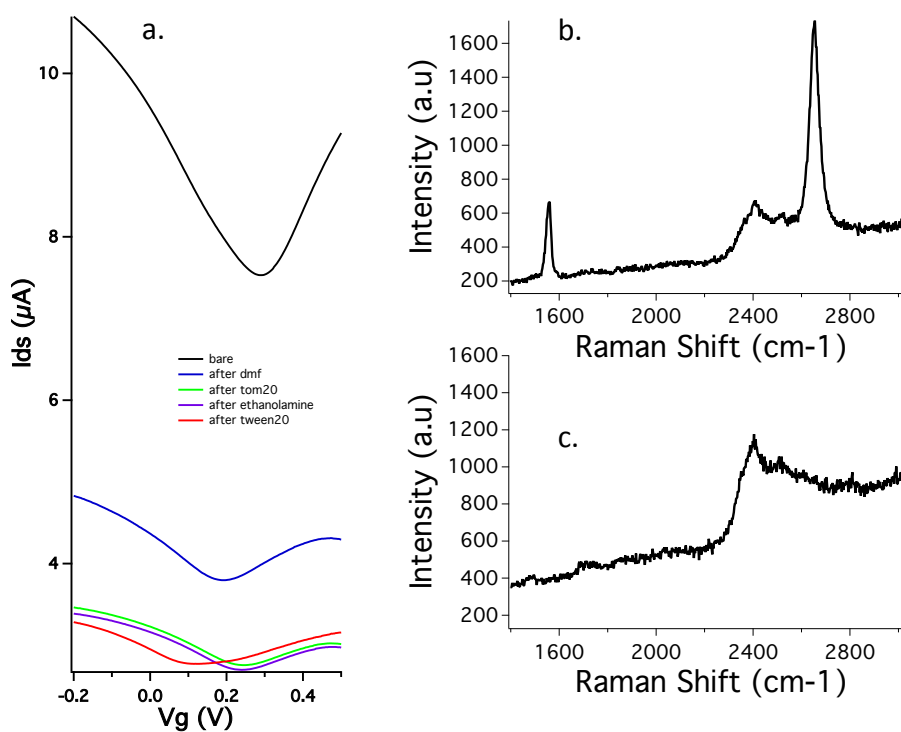 a.
10
8
6
4
Ids (µA)
bare
after dmf
after tom20
after ethanolamine
after tween20
-0.2 0.0 0.2 0.4
Vg (V)
b.
1600
1400
1200
1000
800
600
400
200
Intensity (a.u)
1600 2000 2400 2800
Raman Shift (cm-1)
c.
1600
1400
1200
1000
800
600
400
200
Intensity (a.u)
1600 2000 2400 2800
Raman Shift (cm-1)